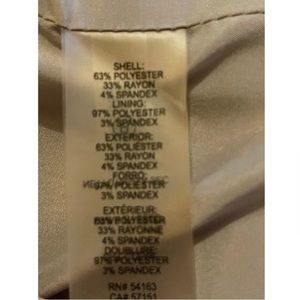 SHELL:
63% POLYESTER
33% RAYON
4% SPANDEX
LINING:
97% POLYESTER
3% SPANDEX
EXTERIOR:
63% POLIÉSTER
33% RAYON
4% SPANDEX
FORRO:
97% POLIÉSTER
3% SPANDEX
EXTÉRIEUR:
63% POLYESTER
33% RAYONNE
4% SPANDEX
DOUBLURE:
97% POLYESTER
3% SPANDEX
RN# 54163
CA# 57151